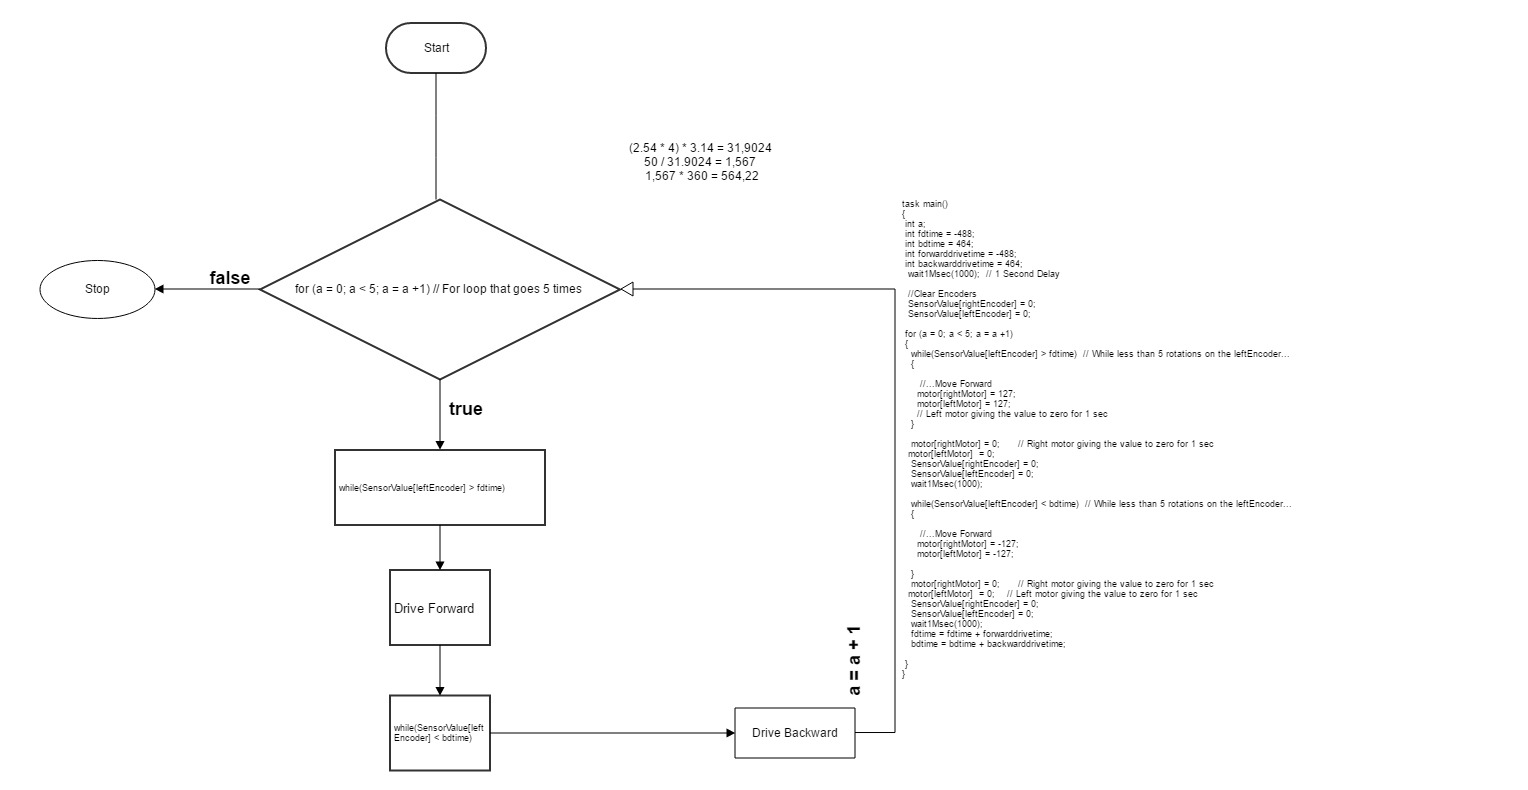 Start
(2.54 * 4) * 3.14 = 31,9024
50 / 31.9024 = 1,567
1,567 * 360 = 564,22
false
Stop
for (a = 0; a < 5; a = a +1) // For loop that goes 5 times
true
while(SensorValue[leftEncoder] > fdtime)
Drive Forward
while(SensorValue[left
Encoder] < bdtime)
Drive Backward
a = a + 1
task main()
{
int a;
int fdtime = -488;
int bdtime = 464;
int forwarddrivetime = -488;
int backwarddrivetime = 464;
wait1Msec(1000);  // 1 Second Delay
//Clear Encoders
SensorValue[rightEncoder] = 0;
SensorValue[leftEncoder] = 0;
for (a = 0; a < 5; a = a +1)
{
while(SensorValue[leftEncoder] > fdtime)  // While less than 5 rotations on the leftEncoder...
{
//...Move Forward
motor[rightMotor] = 127;
motor[leftMotor] = 127;
// Left motor giving the value to zero for 1 sec
}
motor[rightMotor] = 0;      // Right motor giving the value to zero for 1 sec
motor[leftMotor]  = 0;
SensorValue[rightEncoder] = 0;
SensorValue[leftEncoder] = 0;
wait1Msec(1000);
while(SensorValue[leftEncoder] < bdtime)  // While less than 5 rotations on the leftEncoder...
{
//...Move Forward
motor[rightMotor] = -127;
motor[leftMotor] = -127;
}
motor[rightMotor] = 0;      // Right motor giving the value to zero for 1 sec
motor[leftMotor]  = 0;    // Left motor giving the value to zero for 1 sec
SensorValue[rightEncoder] = 0;
SensorValue[leftEncoder] = 0;
wait1Msec(1000);
fdtime = fdtime + forwarddrivetime;
bdtime = bdtime + backwarddrivetime;
}
}